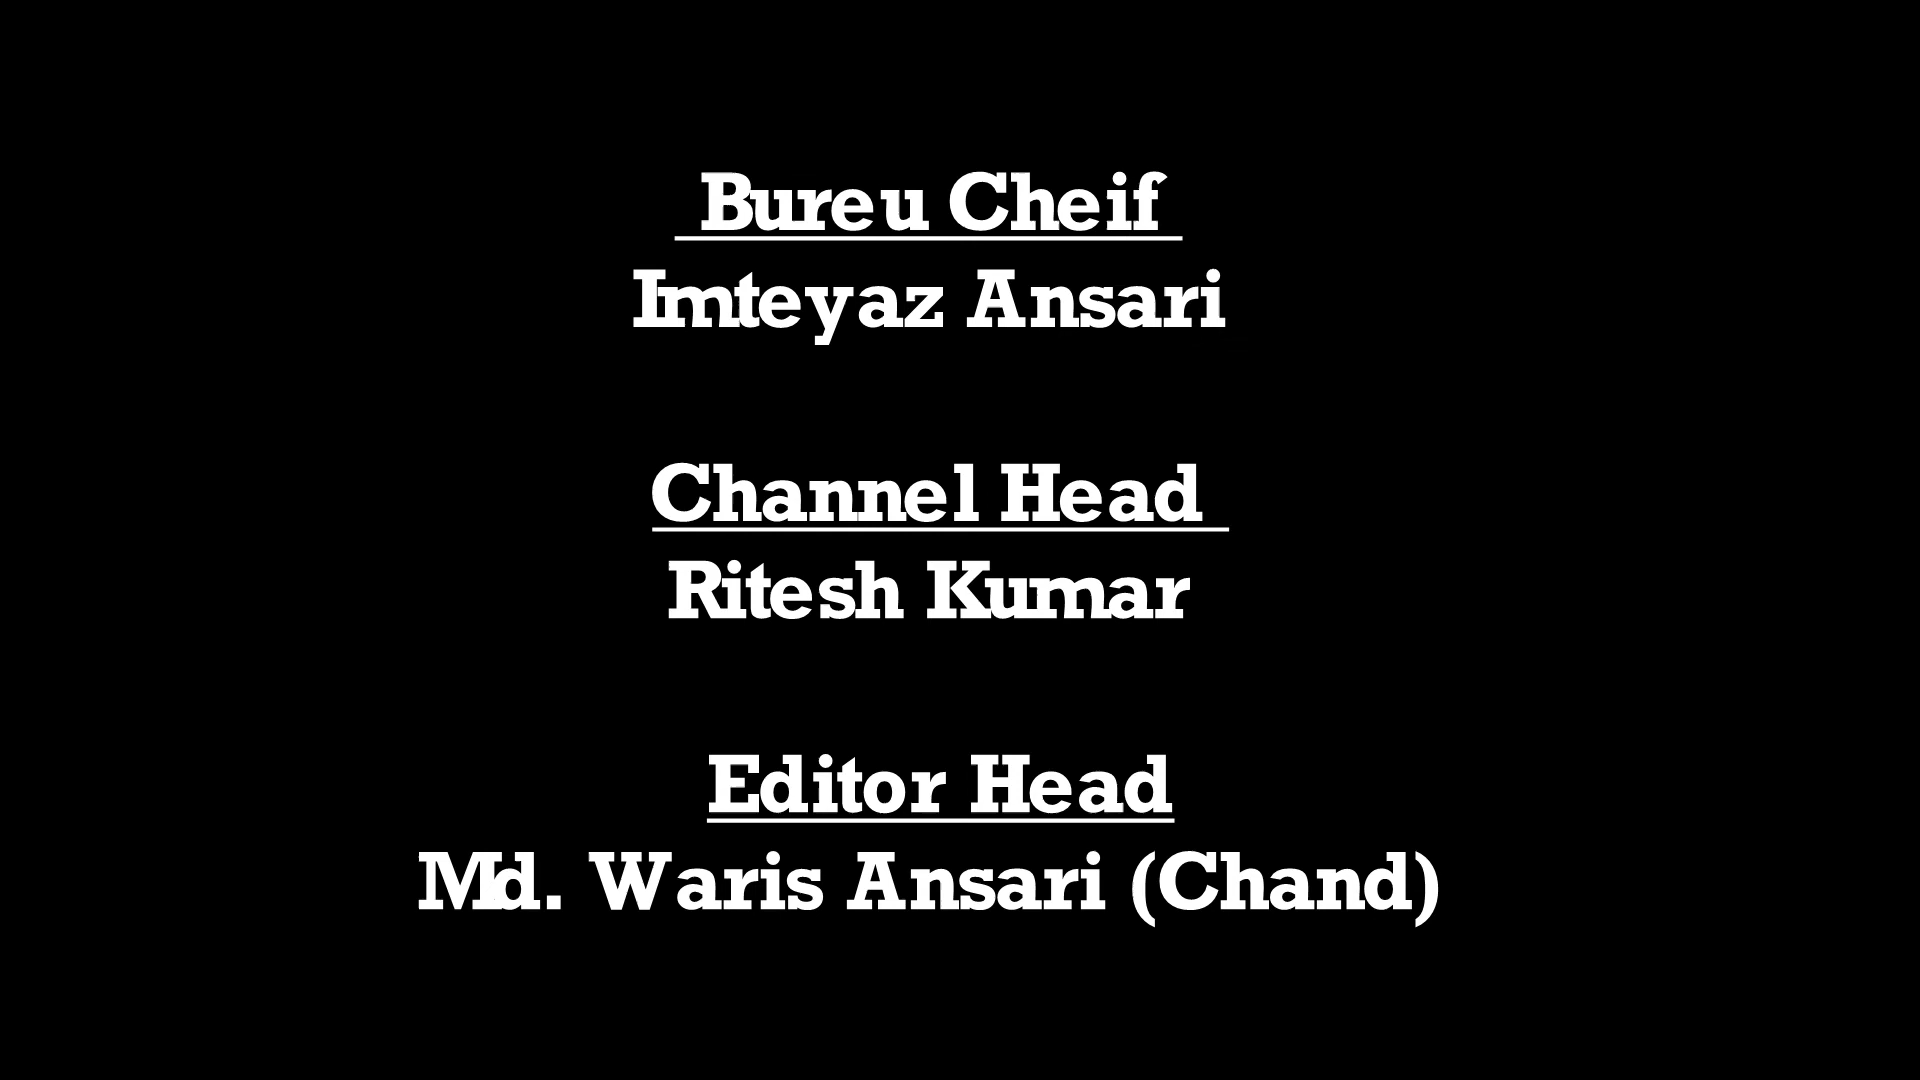 Bureu Cheif
Imteyaz Ansari
Channel Head
Ritesh Kumar
Editor Head
Md. Waris Ansari (Chand)